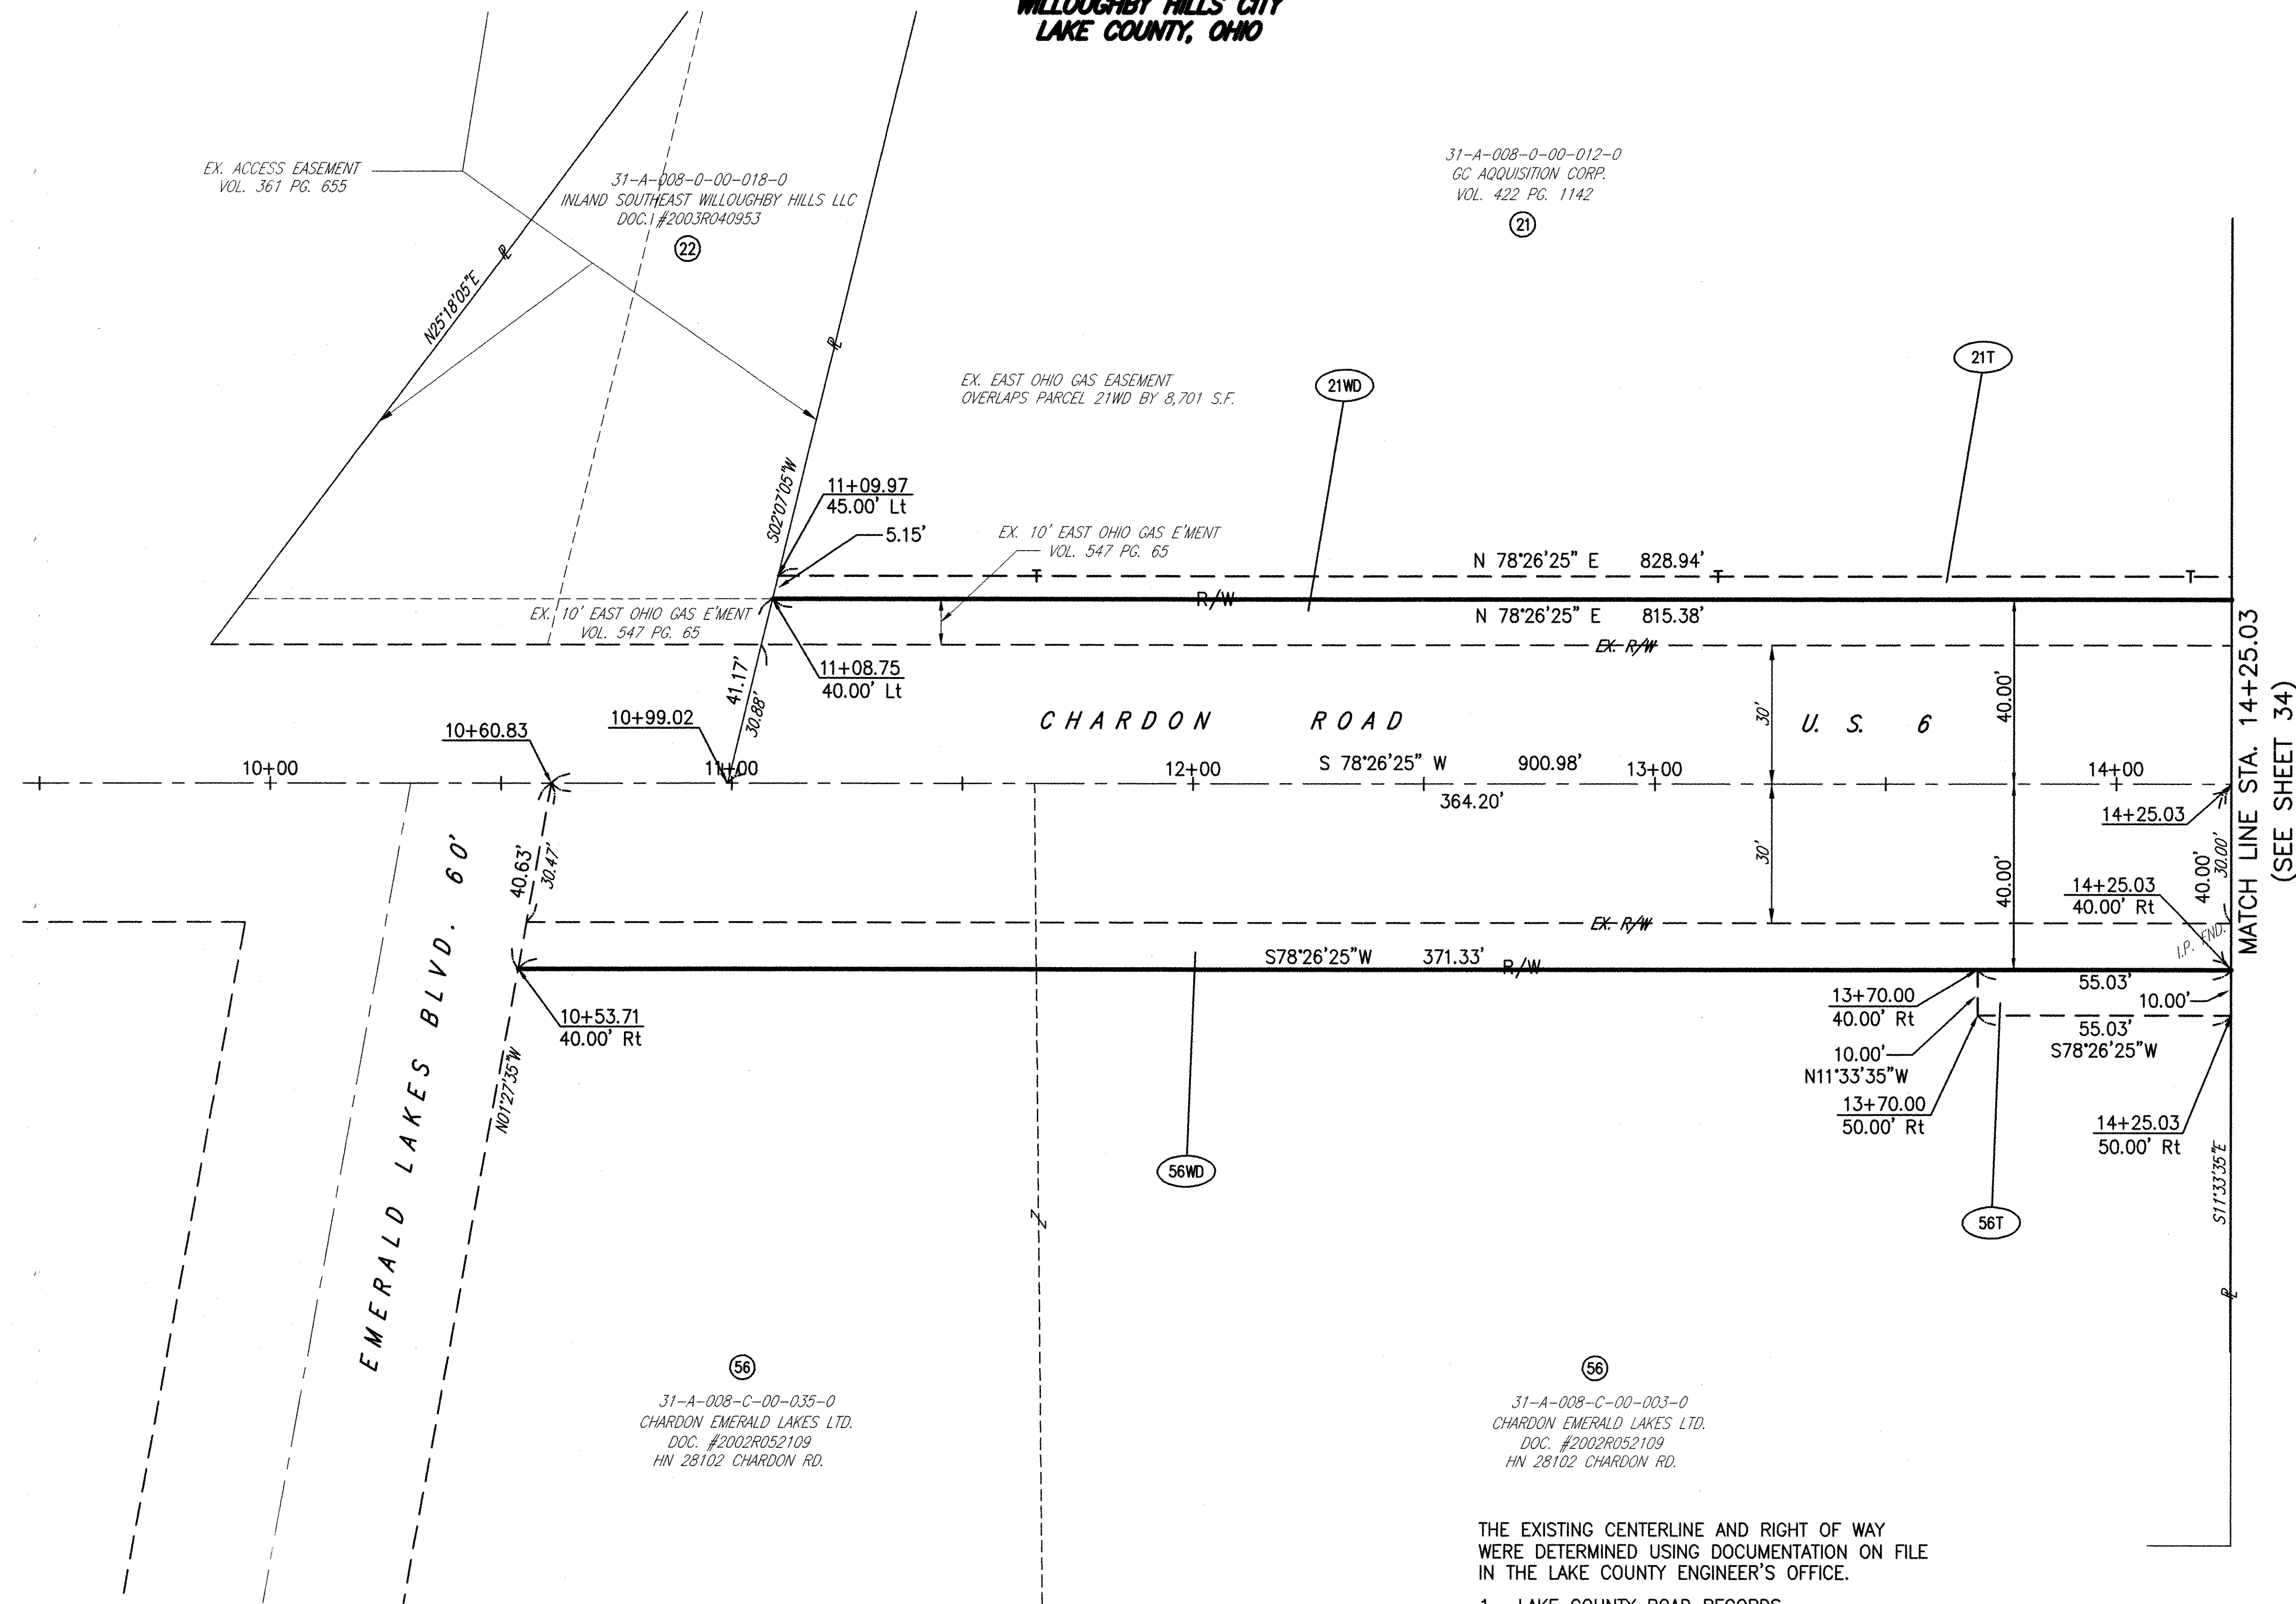 WILLOUGHBY HILLS CITY
LAKE COUNTY, OHIO
EX. ACCESS EASEMENT
VOL. 361 PG. 655
31-A-008-0-00-018-0
INLAND SOUTHEAST WILLOUGHBY HILLS LLC
DOC. #2003R040953
22
31-A-008-0-00-012-0
GC AQQUISITION CORP.
VOL. 422 PG. 1142
21
N25°18'05"E
PL
PL
EX. EAST OHIO GAS EASEMENT
OVERLAPS PARCEL 21WD BY 8,701 S.F.
21WD
21T
S02°07'05"W
11+09.97
45.00' Lt
5.15'
EX. 10' EAST OHIO GAS E'MENT
VOL. 547 PG. 65
N 78°26'25" E 828.94'
T
T
T
R/W
N 78°26'25" E 815.38'
EX. 10' EAST OHIO GAS E'MENT
VOL. 547 PG. 65
EX. R/W
11+08.75
40.00' Lt
41.17'
30.88'
10+60.83
10+99.02
CHARDON ROAD
30'
U. S. 6
40.00'
10+00
11+00
12+00
S 78°26'25" W 900.98'
13+00
14+00
364.20'
14+25.03
MATCH LINE STA. 14+25.03
(SEE SHEET 34)
40.63'
30.47'
30'
40.00'
14+25.03
40.00' Rt
40.00'
30.00'
I.P. FND.
EX. R/W
S78°26'25"W 371.33'
R/W
EMERALD LAKES BLVD. 60'
10+53.71
40.00' Rt
N01°27'35"W
13+70.00
40.00' Rt
55.03'
10.00'
55.03'
S78°26'25"W
10.00'
N11°33'35"W
13+70.00
50.00' Rt
14+25.03
50.00' Rt
S11°33'35"E
56WD
56T
Z
PL
56
31-A-008-C-00-035-0
CHARDON EMERALD LAKES LTD.
DOC. #2002R052109
HN 28102 CHARDON RD.
56
31-A-008-C-00-003-0
CHARDON EMERALD LAKES LTD.
DOC. #2002R052109
HN 28102 CHARDON RD.
THE EXISTING CENTERLINE AND RIGHT OF WAY
WERE DETERMINED USING DOCUMENTATION ON FILE
IN THE LAKE COUNTY ENGINEER'S OFFICE.
1. LAKE COUNTY ROAD RECORDS